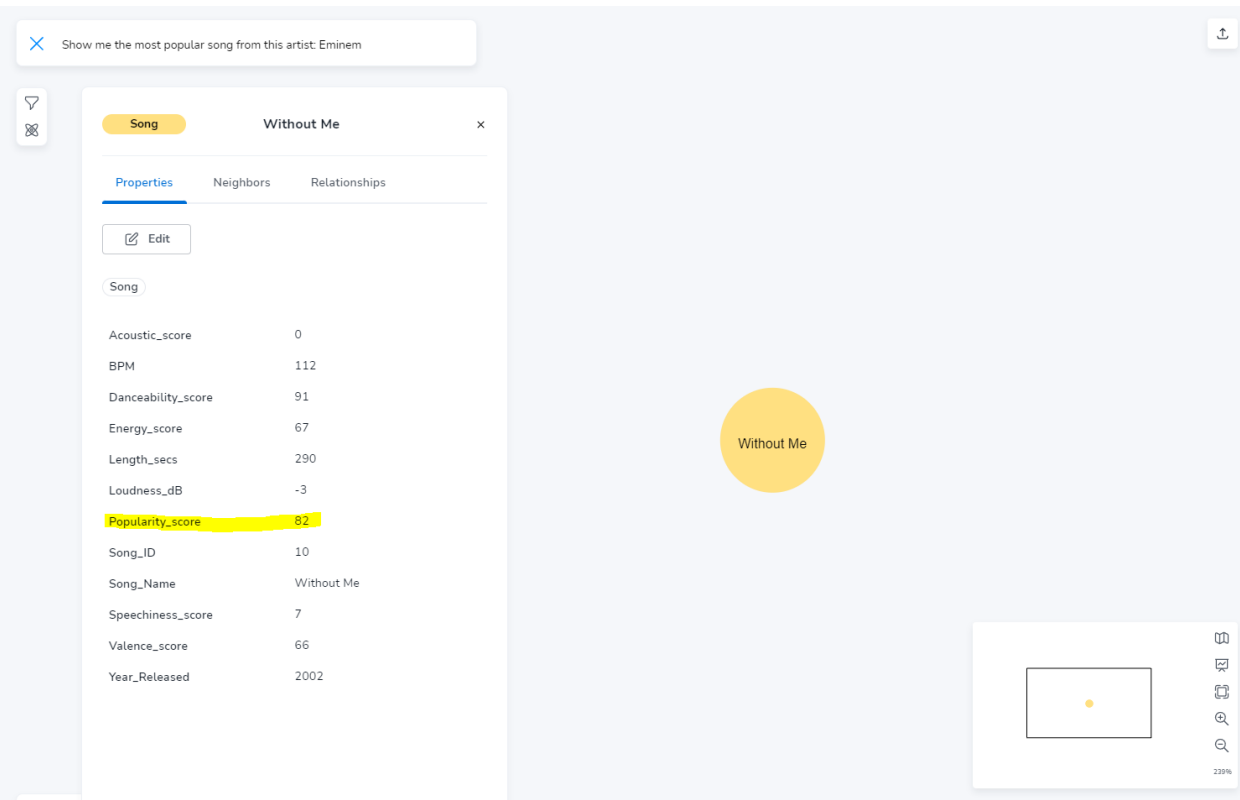 Show me the most popular song from this artist: Eminem
Song Without Me ×
Properties Neighbors Relationships
Edit
Song
Acoustic_score 0
BPM 112
Danceability_score 91
Energy_score 67
Length_secs 290
Loudness_dB -3
Popularity_score 82
Song_ID 10
Song_Name Without Me
Speechiness_score 7
Valence_score 66
Year_Released 2002
Without Me
239%